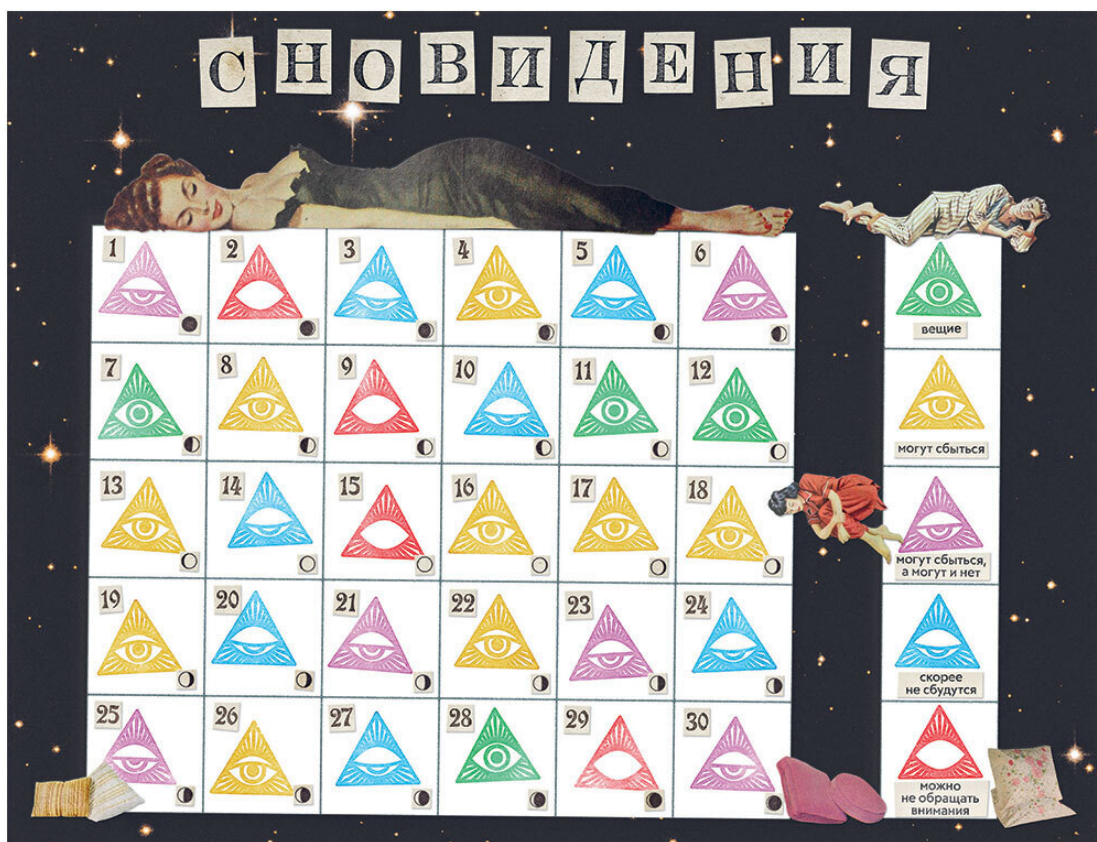 СНОВИДЕНИЯ
1 2 3 4 5 6
7 8 9 10 11 12
13 14 15 16 17 18
19 20 21 22 23 24
25 26 27 28 29 30
вещие
могут сбыться
могут сбыться,
а могут и нет
скорее
не сбудутся
можно
не обращать
внимания